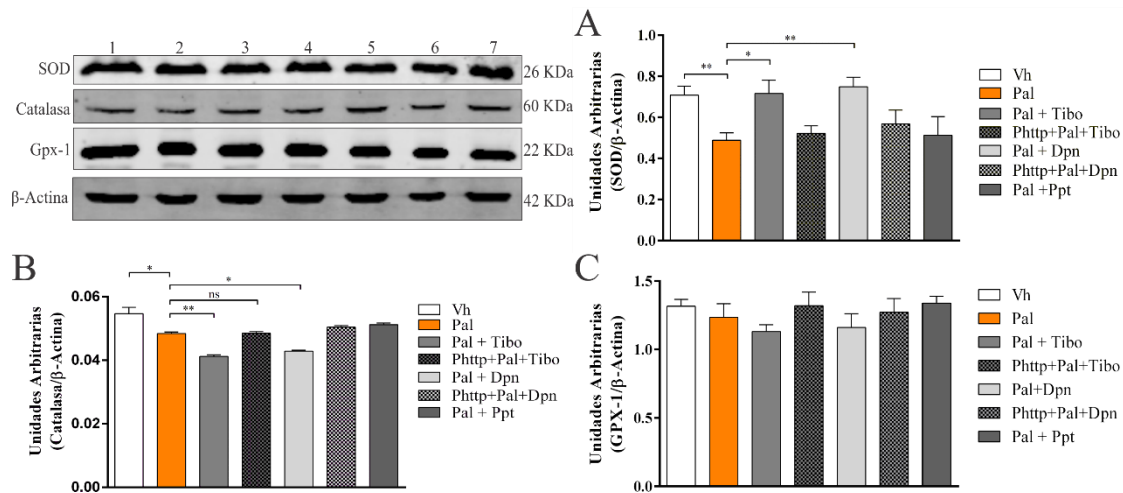 1 2 3 4 5 6 7
SOD 26 KDa
Catalasa 60 KDa
Gpx-1 22 KDa
β-Actina 42 KDa
A
Unidades Arbitrarias
(SOD/β-Actina)
1.0
0.8
0.6
0.4
0.2
0.0
**
*
**
Vh
Pal
Pal + Tibo
Phttp+Pal+Tibo
Pal + Dpn
Phttp+Pal+Dpn
Pal +Ppt
B
Unidades Arbitrarias
(Catalasa/β-Actina)
0.06
0.04
0.02
0.00
*
*
ns
**
Vh
Pal
Pal + Tibo
Phttp+Pal+Tibo
Pal + Dpn
Phttp+Pal+Dpn
Pal + Ppt
C
Unidades Arbitrarias
(GPX-1/β-Actina)
1.5
1.0
0.5
0.0
Vh
Pal
Pal + Tibo
Phttp+Pal+Tibo
Pal+Dpn
Phttp+Pal+Dpn
Pal + Ppt